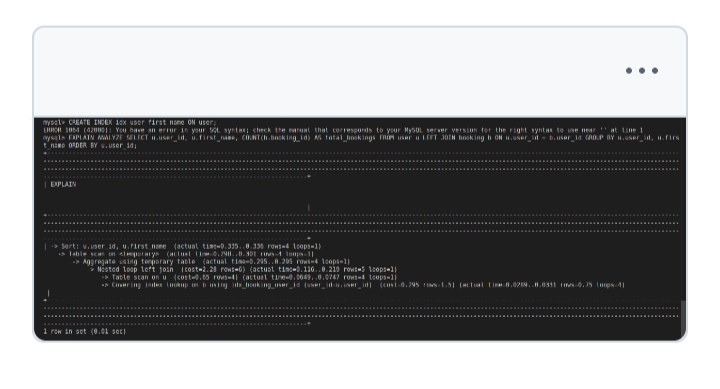 mysql> CREATE INDEX idx_user_first_name ON user;
ERROR 1064 (42000): You have an error in your SQL syntax; check the manual that corresponds to your MySQL server version for the right syntax to use near '' at line 1
mysql> EXPLAIN ANALYZE SELECT u.user_id, u.first_name, COUNT(b.booking_id) AS total_bookings FROM user u LEFT JOIN booking b ON u.user_id = b.user_id GROUP BY u.user_id, u.firs
t_name ORDER BY u.user_id;
| EXPLAIN
|
| -> Sort: u.user_id, u.first_name  (actual time=0.335..0.336 rows=4 loops=1)
-> Table scan on <temporary>  (actual time=0.298..0.301 rows=4 loops=1)
-> Aggregate using temporary table  (actual time=0.295..0.295 rows=4 loops=1)
-> Nested loop left join  (cost=2.28 rows=6) (actual time=0.116..0.219 rows=5 loops=1)
-> Table scan on u  (cost=0.65 rows=4) (actual time=0.0649..0.0747 rows=4 loops=1)
-> Covering index lookup on b using idx_booking_user_id (user_id=u.user_id)  (cost=0.295 rows=1.5) (actual time=0.0289..0.0331 rows=0.75 loops=4)
|
1 row in set (0.01 sec)